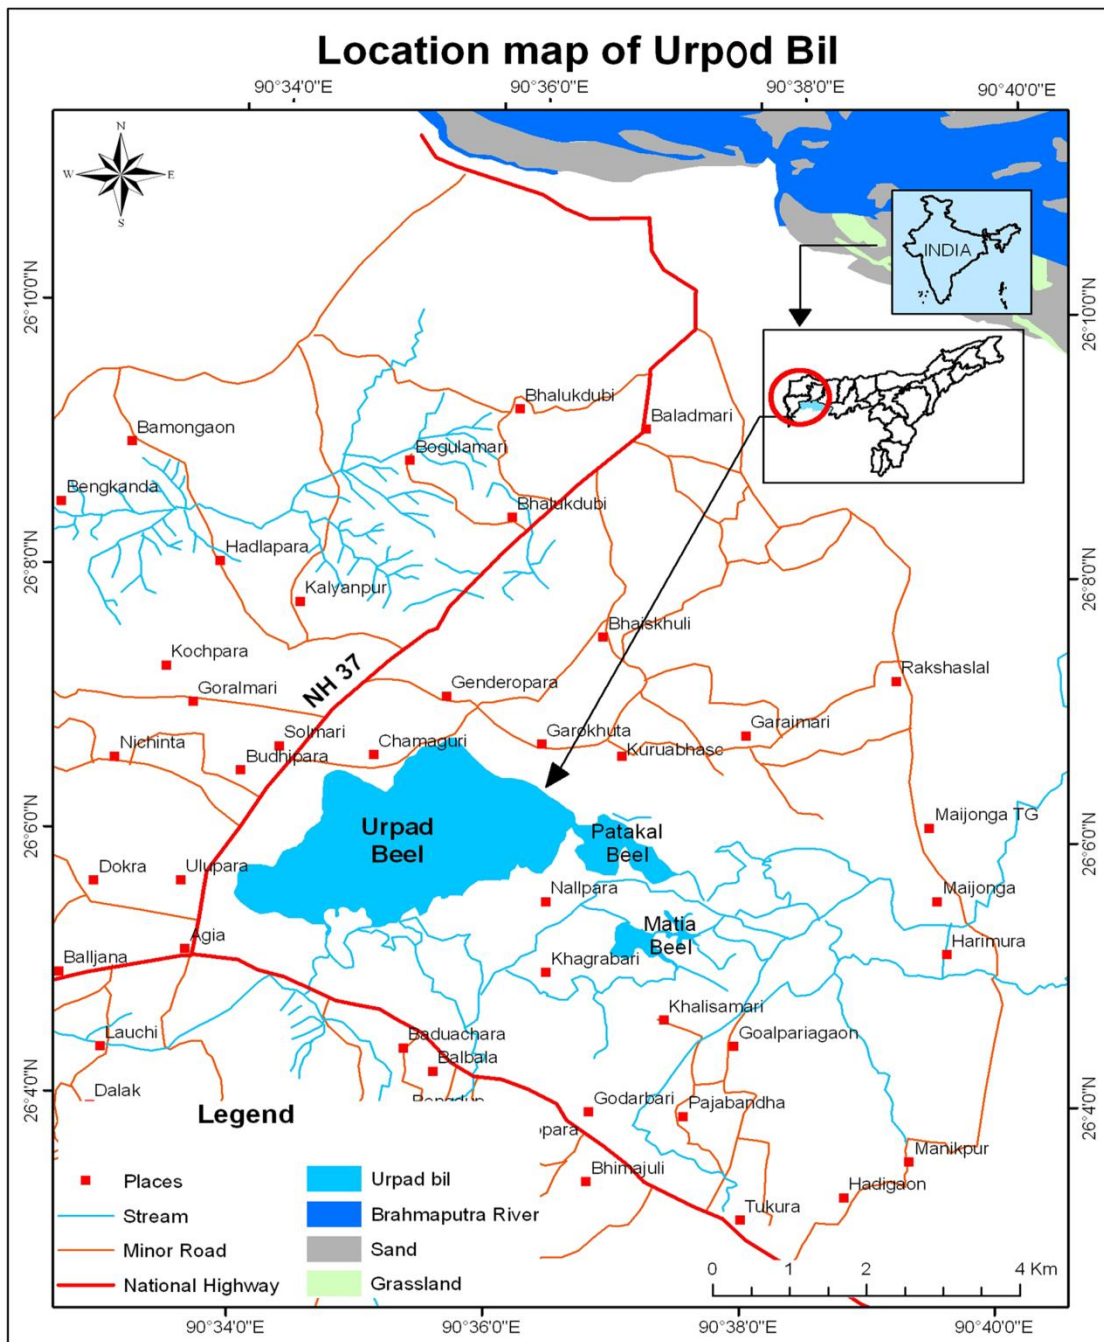 Location map of Urpod Bil
90°34'0"E
90°36'0"E
90°38'0"E
90°40'0"E
N
W
E
S
INDIA
26°10'0"N
26°10'0"N
Bhalukdubi
Baladmari
Bamongaon
Bogulamari
Bengkanda
Bhalukdubi
Hadlapara
26°8'0"N
26°8'0"N
Kalyanpur
Bhaiskhuli
Kochpara
Rakshaslal
NH 37
Goralmari
Genderopara
Solmari
Garokhuta
Garaimari
Nichinta
Chamaguri
Budhipara
Kuruabhasc
26°6'0"N
26°6'0"N
Urpad
Beel
Patakal
Beel
Maijonga TG
Dokra
Ulupara
Nallpara
Maijonga
Matia
Beel
Agia
Harimura
Balljana
Khagrabari
Khalisamari
Lauchi
Baduachara
Goalpariagaon
Balbala
26°4'0"N
26°4'0"N
Dalak
Godarbari
Pajabandha
opara
Manikpur
Bhimajuli
Hadigaon
Tukura
Legend
Places
Stream
Minor Road
National Highway
Urpad bil
Brahmaputra River
Sand
Grassland
0 1 2 4 Km
90°34'0"E
90°36'0"E
90°38'0"E
90°40'0"E